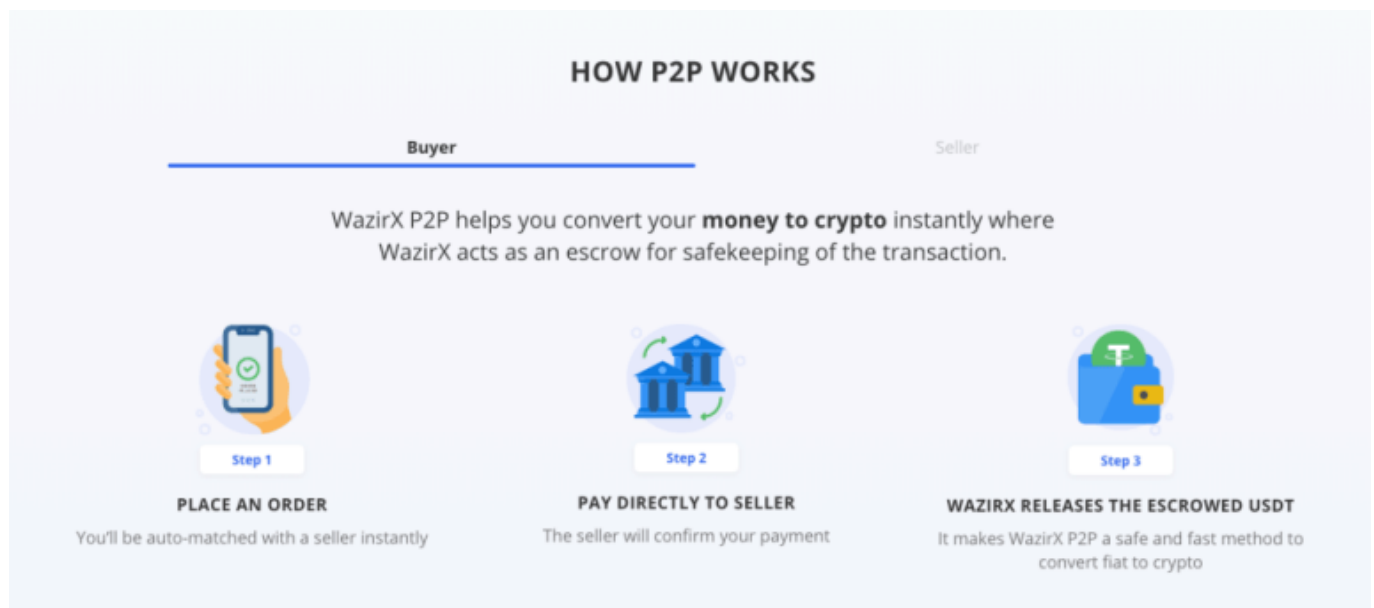 HOW P2P WORKS
Buyer
Seller
WazirX P2P helps you convert your money to crypto instantly where
WazirX acts as an escrow for safekeeping of the transaction.
Step 1
PLACE AN ORDER
You'll be auto-matched with a seller instantly
Step 2
PAY DIRECTLY TO SELLER
The seller will confirm your payment
Step 3
WAZIRX RELEASES THE ESCROWED USDT
It makes WazirX P2P a safe and fast method to
convert fiat to crypto